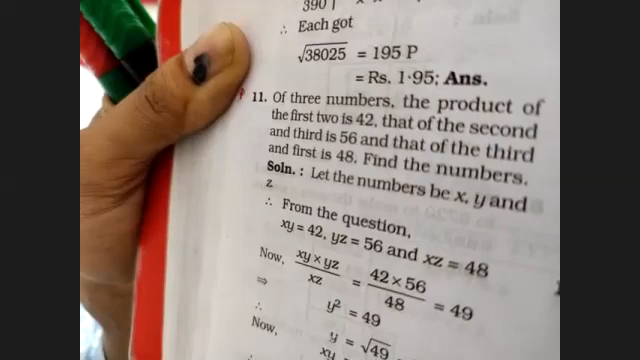 390
∴ Each got
√38025 = 195 P
= Rs. 1·95; Ans.
11. Of three numbers, the product of
the first two is 42, that of the second
and third is 56 and that of the third
and first is 48. Find the numbers.
Soln. : Let the numbers be x, y and
z
∴ From the question,
xy = 42, yz = 56 and xz = 48
Now, xy × yz / xz = 42 × 56 / 48 = 49
⇒ y² = 49
∴ y = √49
Now, xy